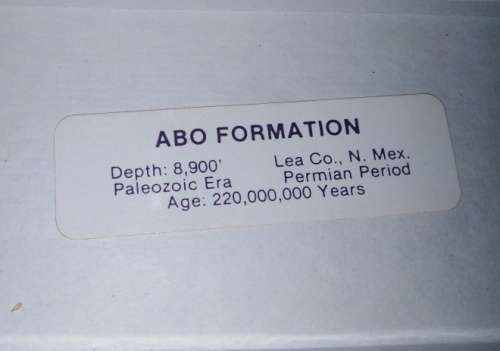 ABO FORMATION
Depth: 8,900' Lea Co., N. Mex.
Paleozoic Era Permian Period
Age: 220,000,000 Years